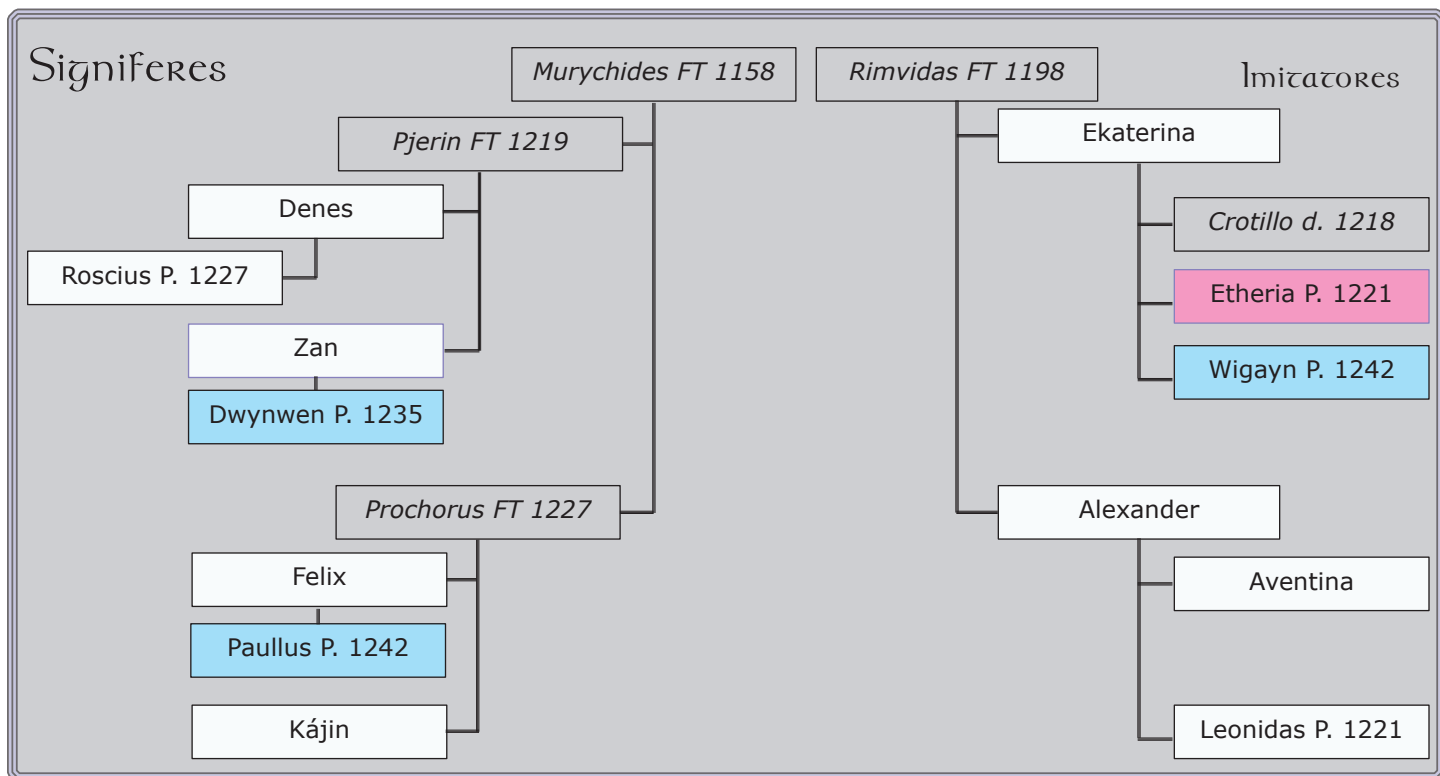 Signiferes
Murychides FT 1158
Rimvidas FT 1198
Imitatores
Pjerin FT 1219
Ekaterina
Denes
Crotillo d. 1218
Roscius P. 1227
Etheria P. 1221
Zan
Wigayn P. 1242
Dwynwen P. 1235
Prochorus FT 1227
Alexander
Felix
Aventina
Paullus P. 1242
Kájin
Leonidas P. 1221